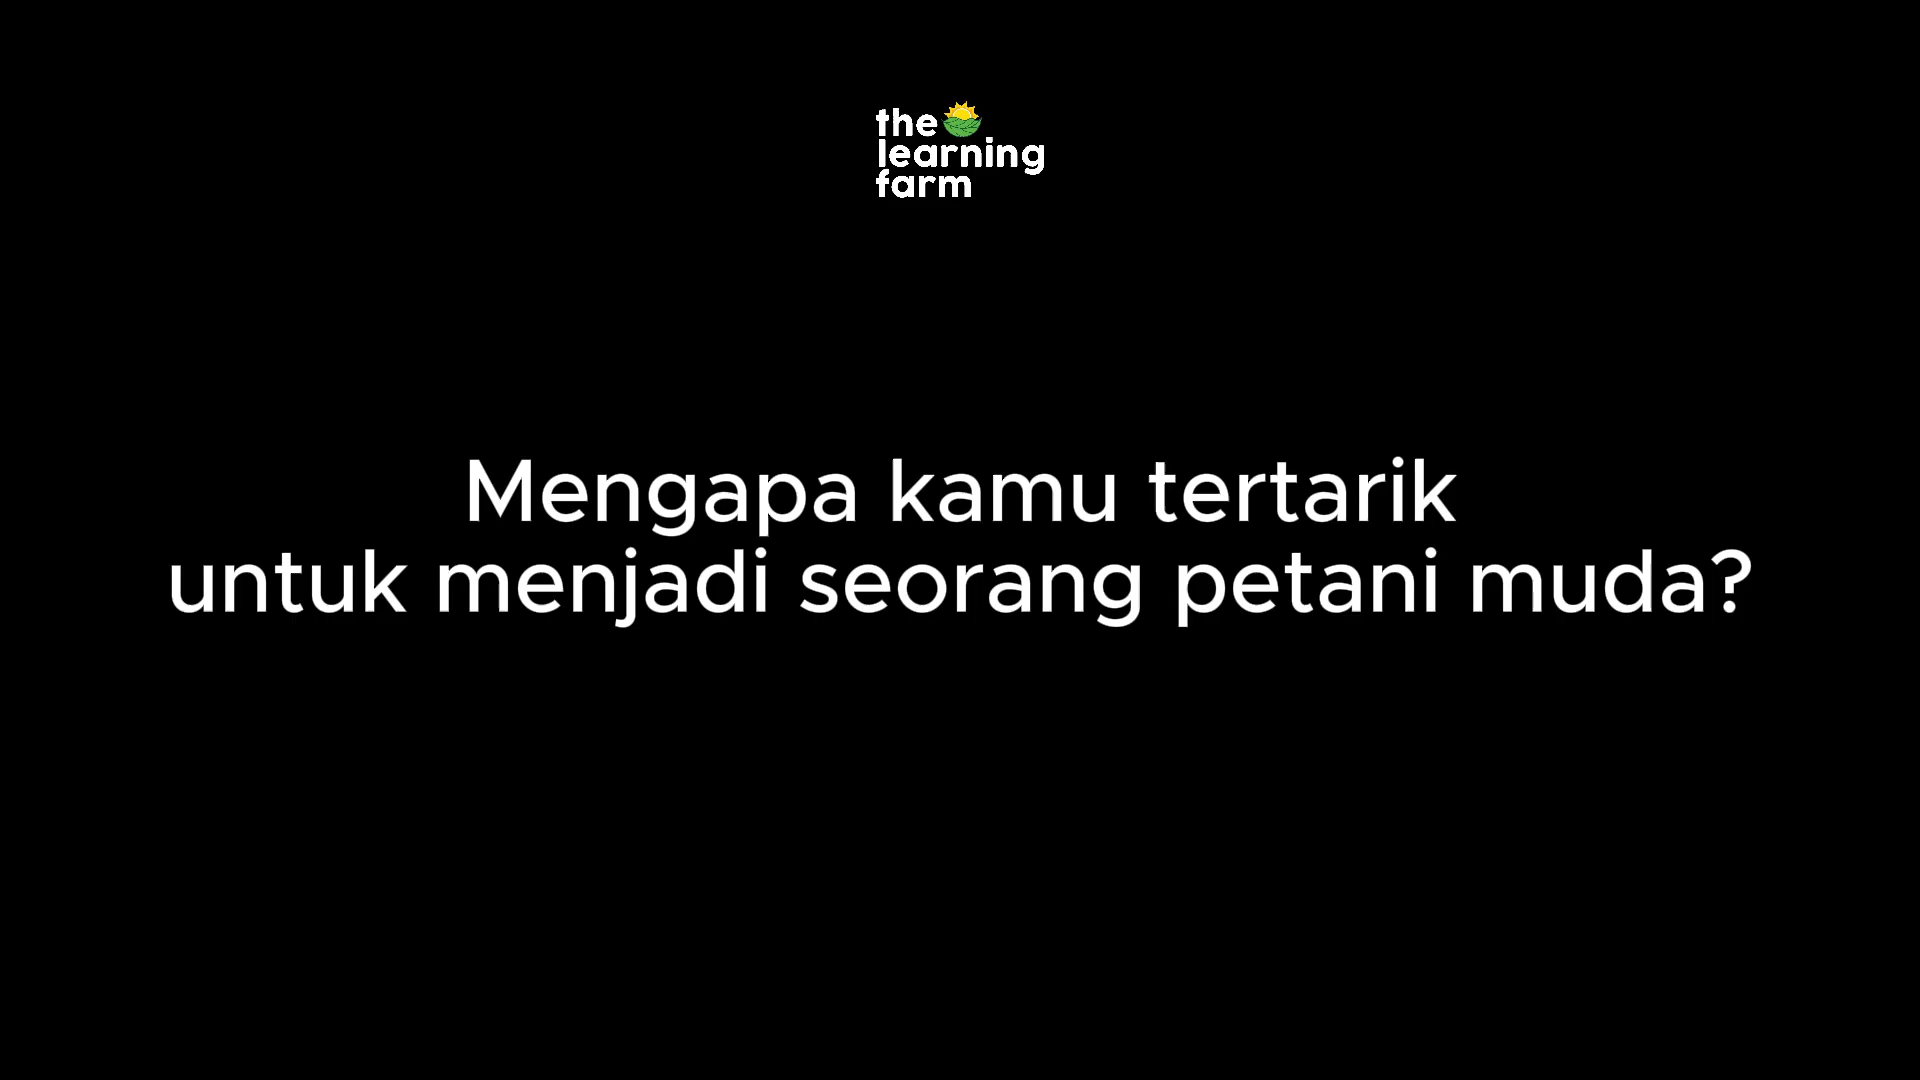 the
learning
farm
Mengapa kamu tertarik
untuk menjadi seorang petani muda?